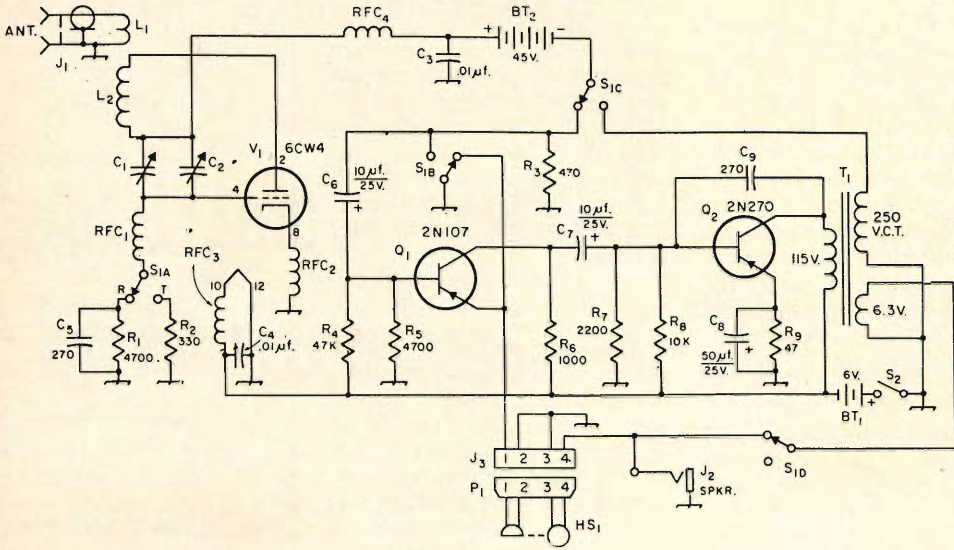 ANT.
J1
L1
RFC4
BT2
+
−
45V.
C3
.01µf.
S1C
L2
C1
C2
V1
6CW4
2
4
8
C6
10µf.
25V.
+
S1B
R3
470
C9
270
T1
Q2
2N270
250
V.C.T.
115V.
6.3V.
RFC1
RFC3
RFC2
S1A
R
T
10
12
Q1
2N107
10µf.
25V.
C7
+
C5
270
R1
4700
R2
330
C4
.01µf.
R4
47K
R5
4700
R6
1000
R7
2200
R8
10K
C8
+
50µf.
25V.
R9
47
6V.
+
BT1
S2
J3
1 2 3 4
P1
1 2 3 4
HS1
J2
SPKR.
S1D